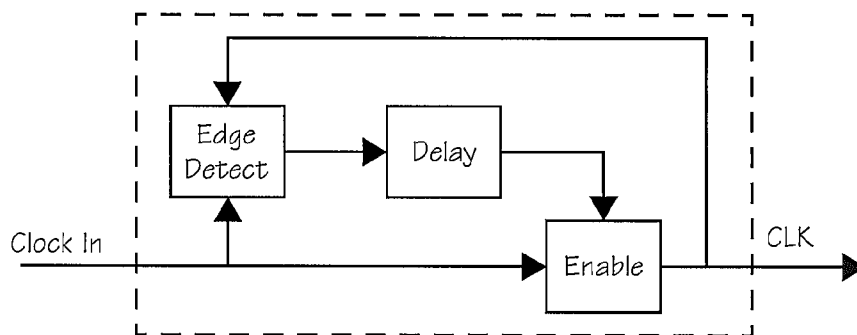 Edge
Detect
Delay
Clock In
Enable
CLK